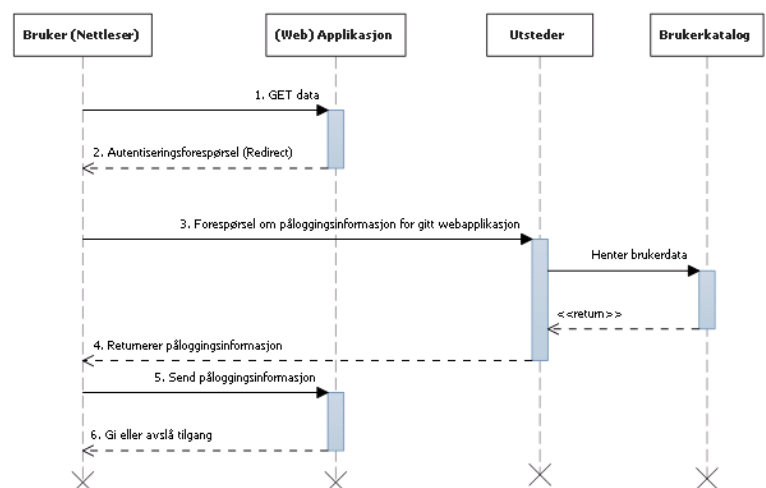 Bruker (Nettleser)
(Web) Applikasjon
Utsteder
Brukerkatalog
1. GET data
2. Autentiseringsforespørsel (Redirect)
3. Forespørsel om påloggingsinformasjon for gitt webapplikasjon
Henter brukerdata
<<return>>
4. Returnerer påloggingsinformasjon
5. Send påloggingsinformasjon
6. Gi eller avslå tilgang